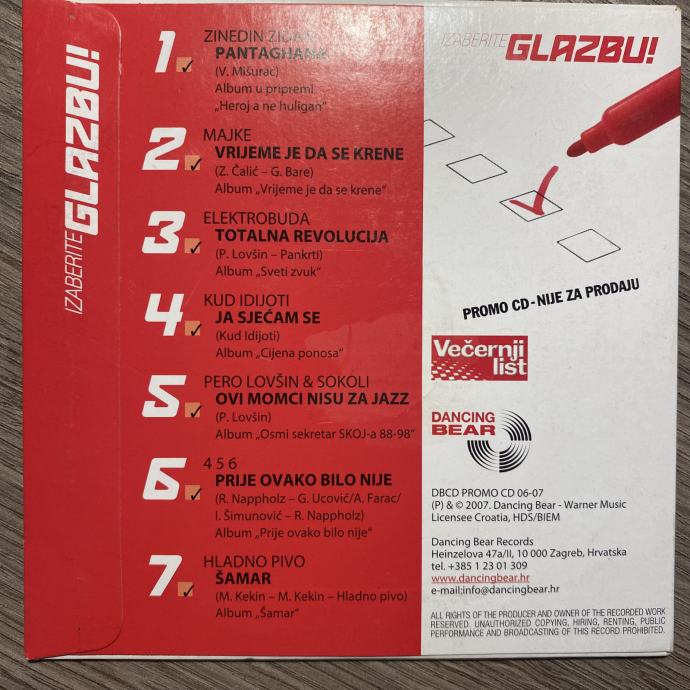 IZABERITE GLAZBU!
1
ZINEDIN ZIDAN
PANTAGHANA
(V. Mišurac)
Album u pripremi
„Heroj a ne huligan"
2
MAJKE
VRIJEME JE DA SE KRENE
(Z. Čalić – G. Bare)
Album „Vrijeme je da se krene"
3
ELEKTROBUDA
TOTALNA REVOLUCIJA
(P. Lovšin – Pankrti)
Album „Sveti zvuk"
4
KUD IDIJOTI
JA SJEĆAM SE
(Kud Idijoti)
Album „Cijena ponosa"
5
PERO LOVŠIN & SOKOLI
OVI MOMCI NISU ZA JAZZ
(P. Lovšin)
Album „Osmi sekretar SKOJ-a 88-98"
6
4 5 6
PRIJE OVAKO BILO NIJE
(R. Nappholz – G. Ucović/A. Farac/
I. Šimunović – R. Nappholz)
Album „Prije ovako bilo nije"
7
HLADNO PIVO
ŠAMAR
(M. Kekin – M. Kekin – Hladno pivo)
Album „Šamar"
IZABERITE GLAZBU!
PROMO CD - NIJE ZA PRODAJU
Večernji
list
DANCING
BEAR
DBCD PROMO CD 06-07
(P) & © 2007. Dancing Bear - Warner Music
Licensee Croatia, HDS/BIEM
Dancing Bear Records
Heinzelova 47a/II, 10 000 Zagreb, Hrvatska
tel. +385 1 23 01 309
www.dancingbear.hr
e-mail:info@dancingbear.hr
ALL RIGHTS OF THE PRODUCER AND OWNER OF THE RECORDED WORK
RESERVED. UNAUTHORIZED COPYING, HIRING, RENTING, PUBLIC
PERFORMANCE AND BROADCASTING OF THIS RECORD PROHIBITED.